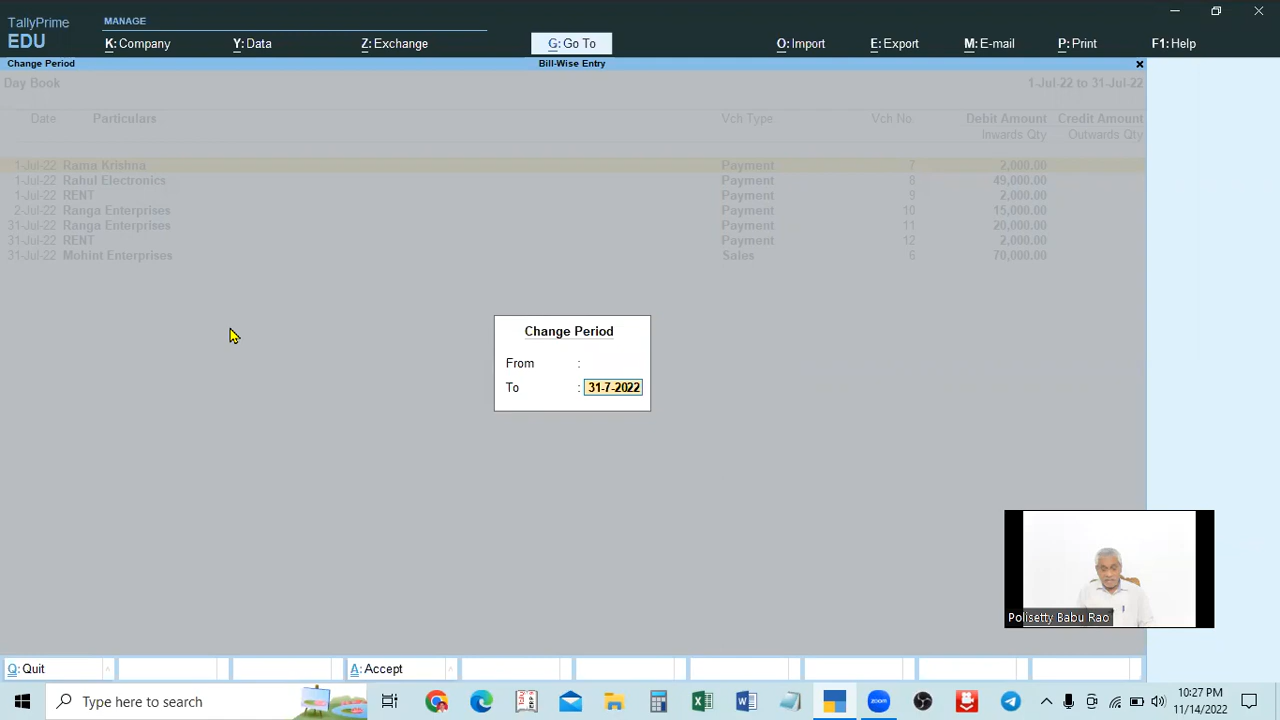 TallyPrime
EDU
MANAGE
K: Company
Y: Data
Z: Exchange
G: Go To
O: Import
E: Export
M: E-mail
P: Print
F1: Help
Change Period
Bill-Wise Entry
Day Book
1-Jul-22 to 31-Jul-22
Date Particulars Vch Type Vch No. Debit Amount Credit Amount
Inwards Qty Outwards Qty
1-Jul-22 Rama Krishna Payment 7 2,000.00
1-Jul-22 Rahul Electronics Payment 8 49,000.00
1-Jul-22 RENT Payment 9 2,000.00
2-Jul-22 Ranga Enterprises Payment 10 15,000.00
31-Jul-22 Ranga Enterprises Payment 11 20,000.00
31-Jul-22 RENT Payment 12 2,000.00
31-Jul-22 Mohint Enterprises Sales 6 70,000.00
Change Period
From :
To : 31-7-2022
Polisetty Babu Rao
Q: Quit
A: Accept
Type here to search
zoom
10:27 PM
11/14/2022